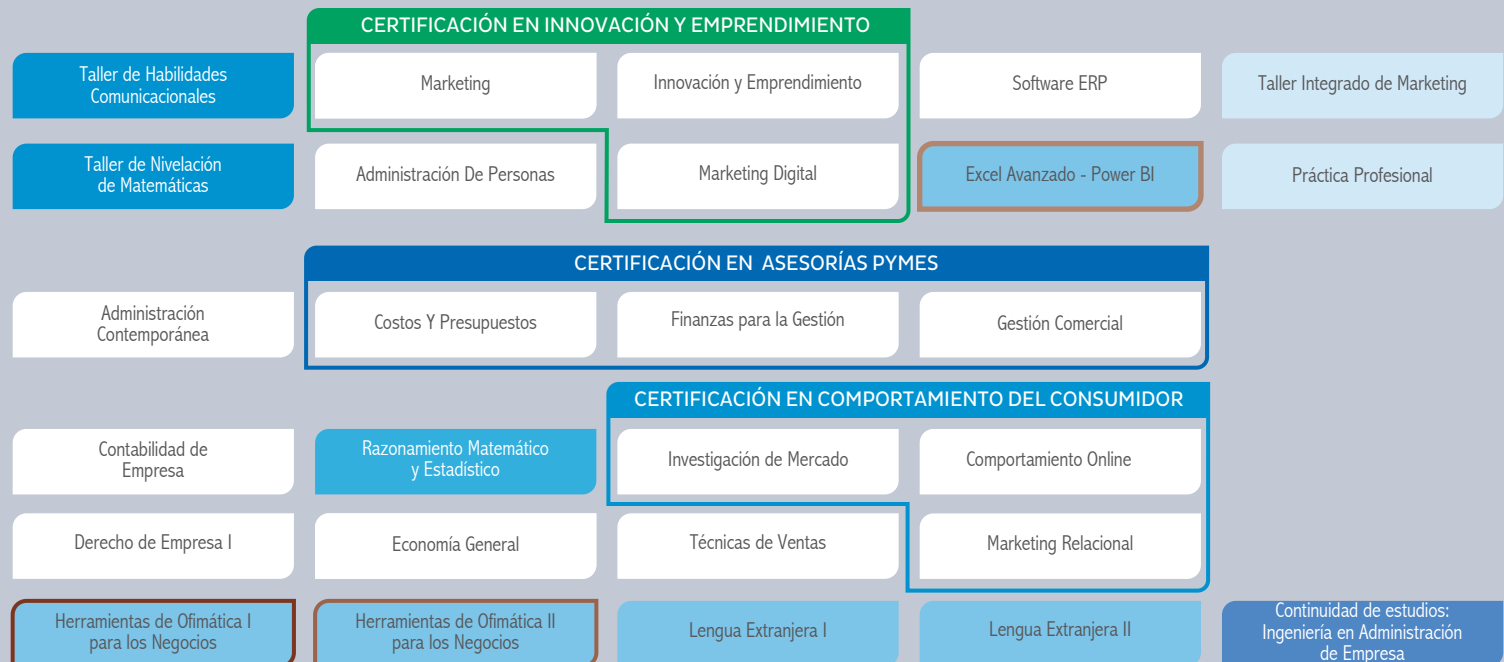 CERTIFICACIÓN EN INNOVACIÓN Y EMPRENDIMIENTO
Taller de Habilidades
Comunicacionales
Marketing
Innovación y Emprendimiento
Software ERP
Taller Integrado de Marketing
Taller de Nivelación
de Matemáticas
Administración De Personas
Marketing Digital
Excel Avanzado - Power BI
Práctica Profesional
CERTIFICACIÓN EN ASESORÍAS PYMES
Administración
Contemporánea
Costos Y Presupuestos
Finanzas para la Gestión
Gestión Comercial
CERTIFICACIÓN EN COMPORTAMIENTO DEL CONSUMIDOR
Contabilidad de
Empresa
Razonamiento Matemático
y Estadístico
Investigación de Mercado
Comportamiento Online
Derecho de Empresa I
Economía General
Técnicas de Ventas
Marketing Relacional
Herramientas de Ofimática I
para los Negocios
Herramientas de Ofimática II
para los Negocios
Lengua Extranjera I
Lengua Extranjera II
Continuidad de estudios:
Ingeniería en Administración
de Empresa